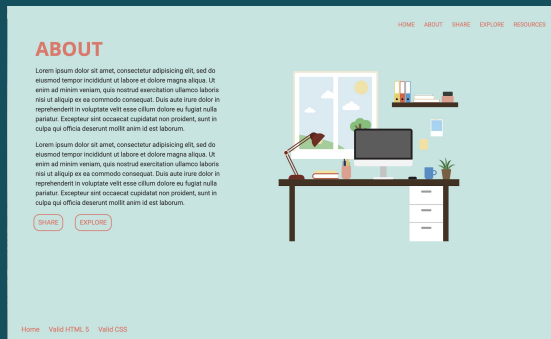 HOME ABOUT SHARE EXPLORE RESOURCES
ABOUT
Lorem ipsum dolor sit amet, consectetur adipisicing elit, sed do
eiusmod tempor incididunt ut labore et dolore magna aliqua. Ut
enim ad minim veniam, quis nostrud exercitation ullamco laboris
nisi ut aliquip ex ea commodo consequat. Duis aute irure dolor in
reprehenderit in voluptate velit esse cillum dolore eu fugiat nulla
pariatur. Excepteur sint occaecat cupidatat non proident, sunt in
culpa qui officia deserunt mollit anim id est laborum.
Lorem ipsum dolor sit amet, consectetur adipisicing elit, sed do
eiusmod tempor incididunt ut labore et dolore magna aliqua. Ut
enim ad minim veniam, quis nostrud exercitation ullamco laboris
nisi ut aliquip ex ea commodo consequat. Duis aute irure dolor in
reprehenderit in voluptate velit esse cillum dolore eu fugiat nulla
pariatur. Excepteur sint occaecat cupidatat non proident, sunt in
culpa qui officia deserunt mollit anim id est laborum.
SHARE EXPLORE
Home Valid HTML 5 Valid CSS